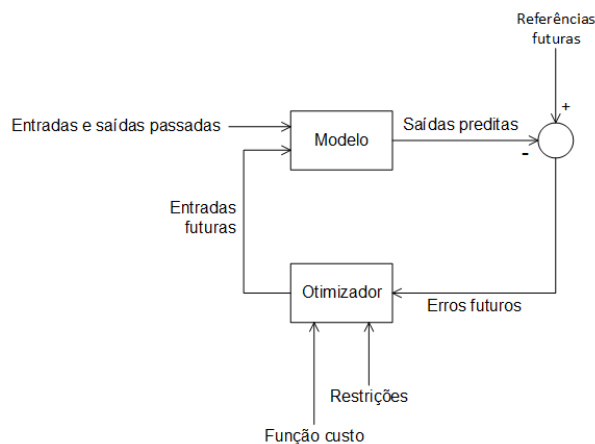 Referências
futuras
+
Entradas e saídas passadas
Modelo
Saídas preditas
-
Entradas
futuras
Otimizador
Erros futuros
Restrições
Função custo